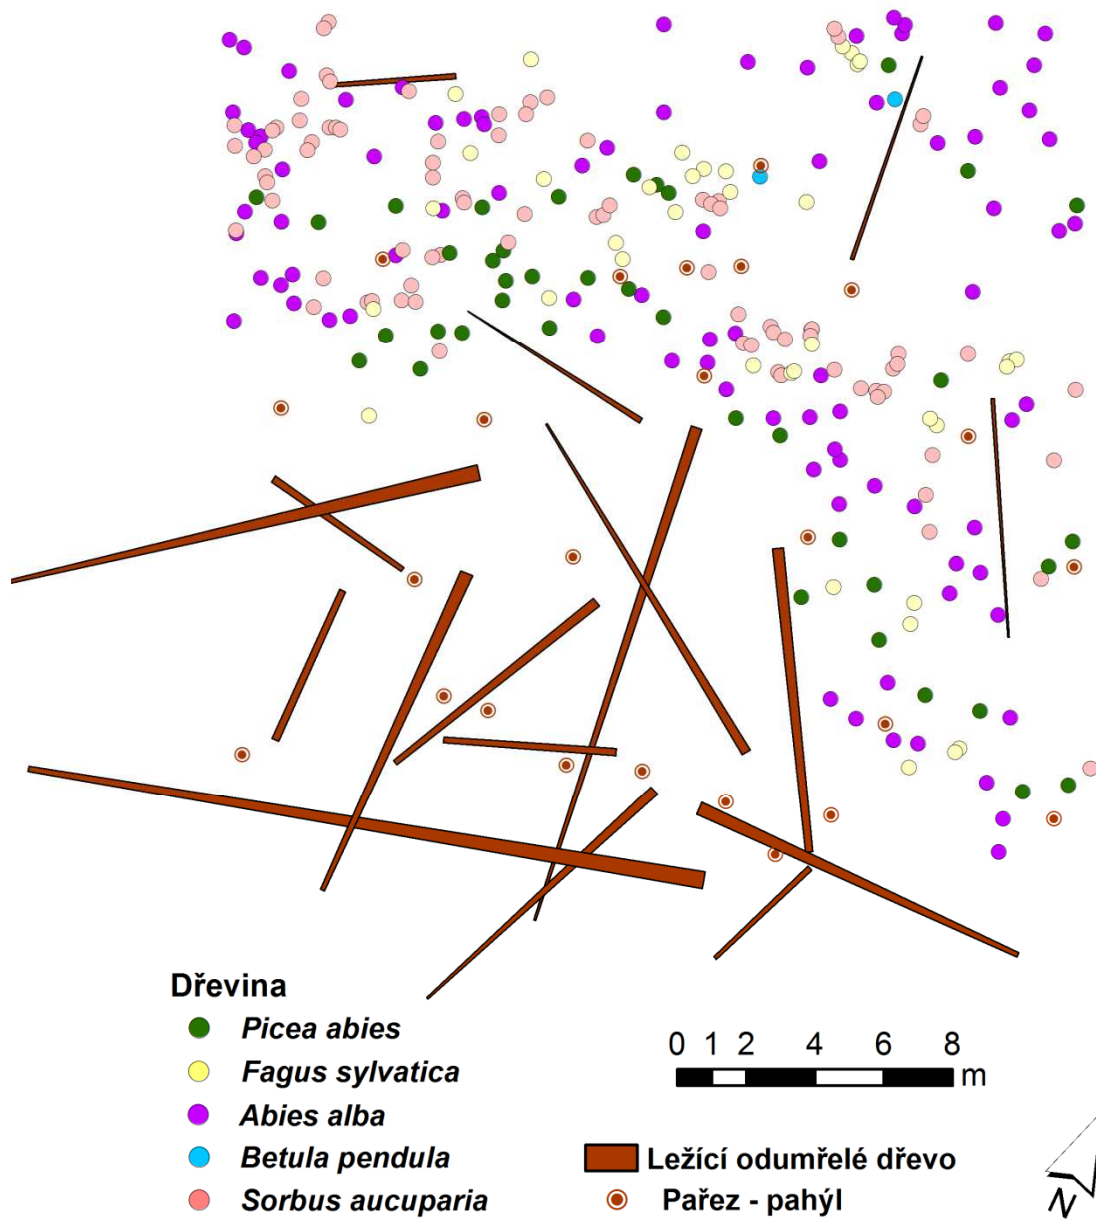 Dřevina
Picea abies
Fagus sylvatica
Abies alba
Betula pendula
Sorbus aucuparia
0 1 2 4 6 8
m
Ležící odumřelé dřevo
Pařez - pahýl
N